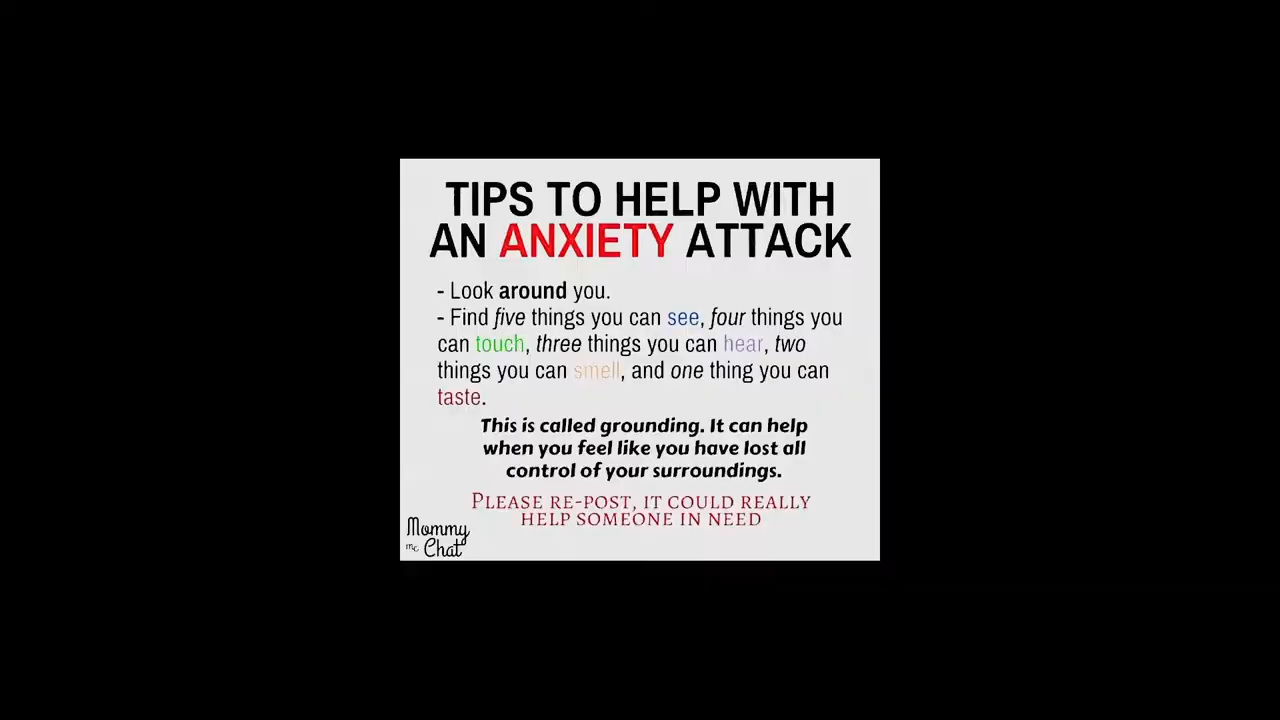 TIPS TO HELP WITH
AN ANXIETY ATTACK
- Look around you.
- Find five things you can see, four things you
can touch, three things you can hear, two
things you can smell, and one thing you can
taste.
This is called grounding. It can help
when you feel like you have lost all
control of your surroundings.
PLEASE RE-POST, IT COULD REALLY
HELP SOMEONE IN NEED
Mommy
mc Chat